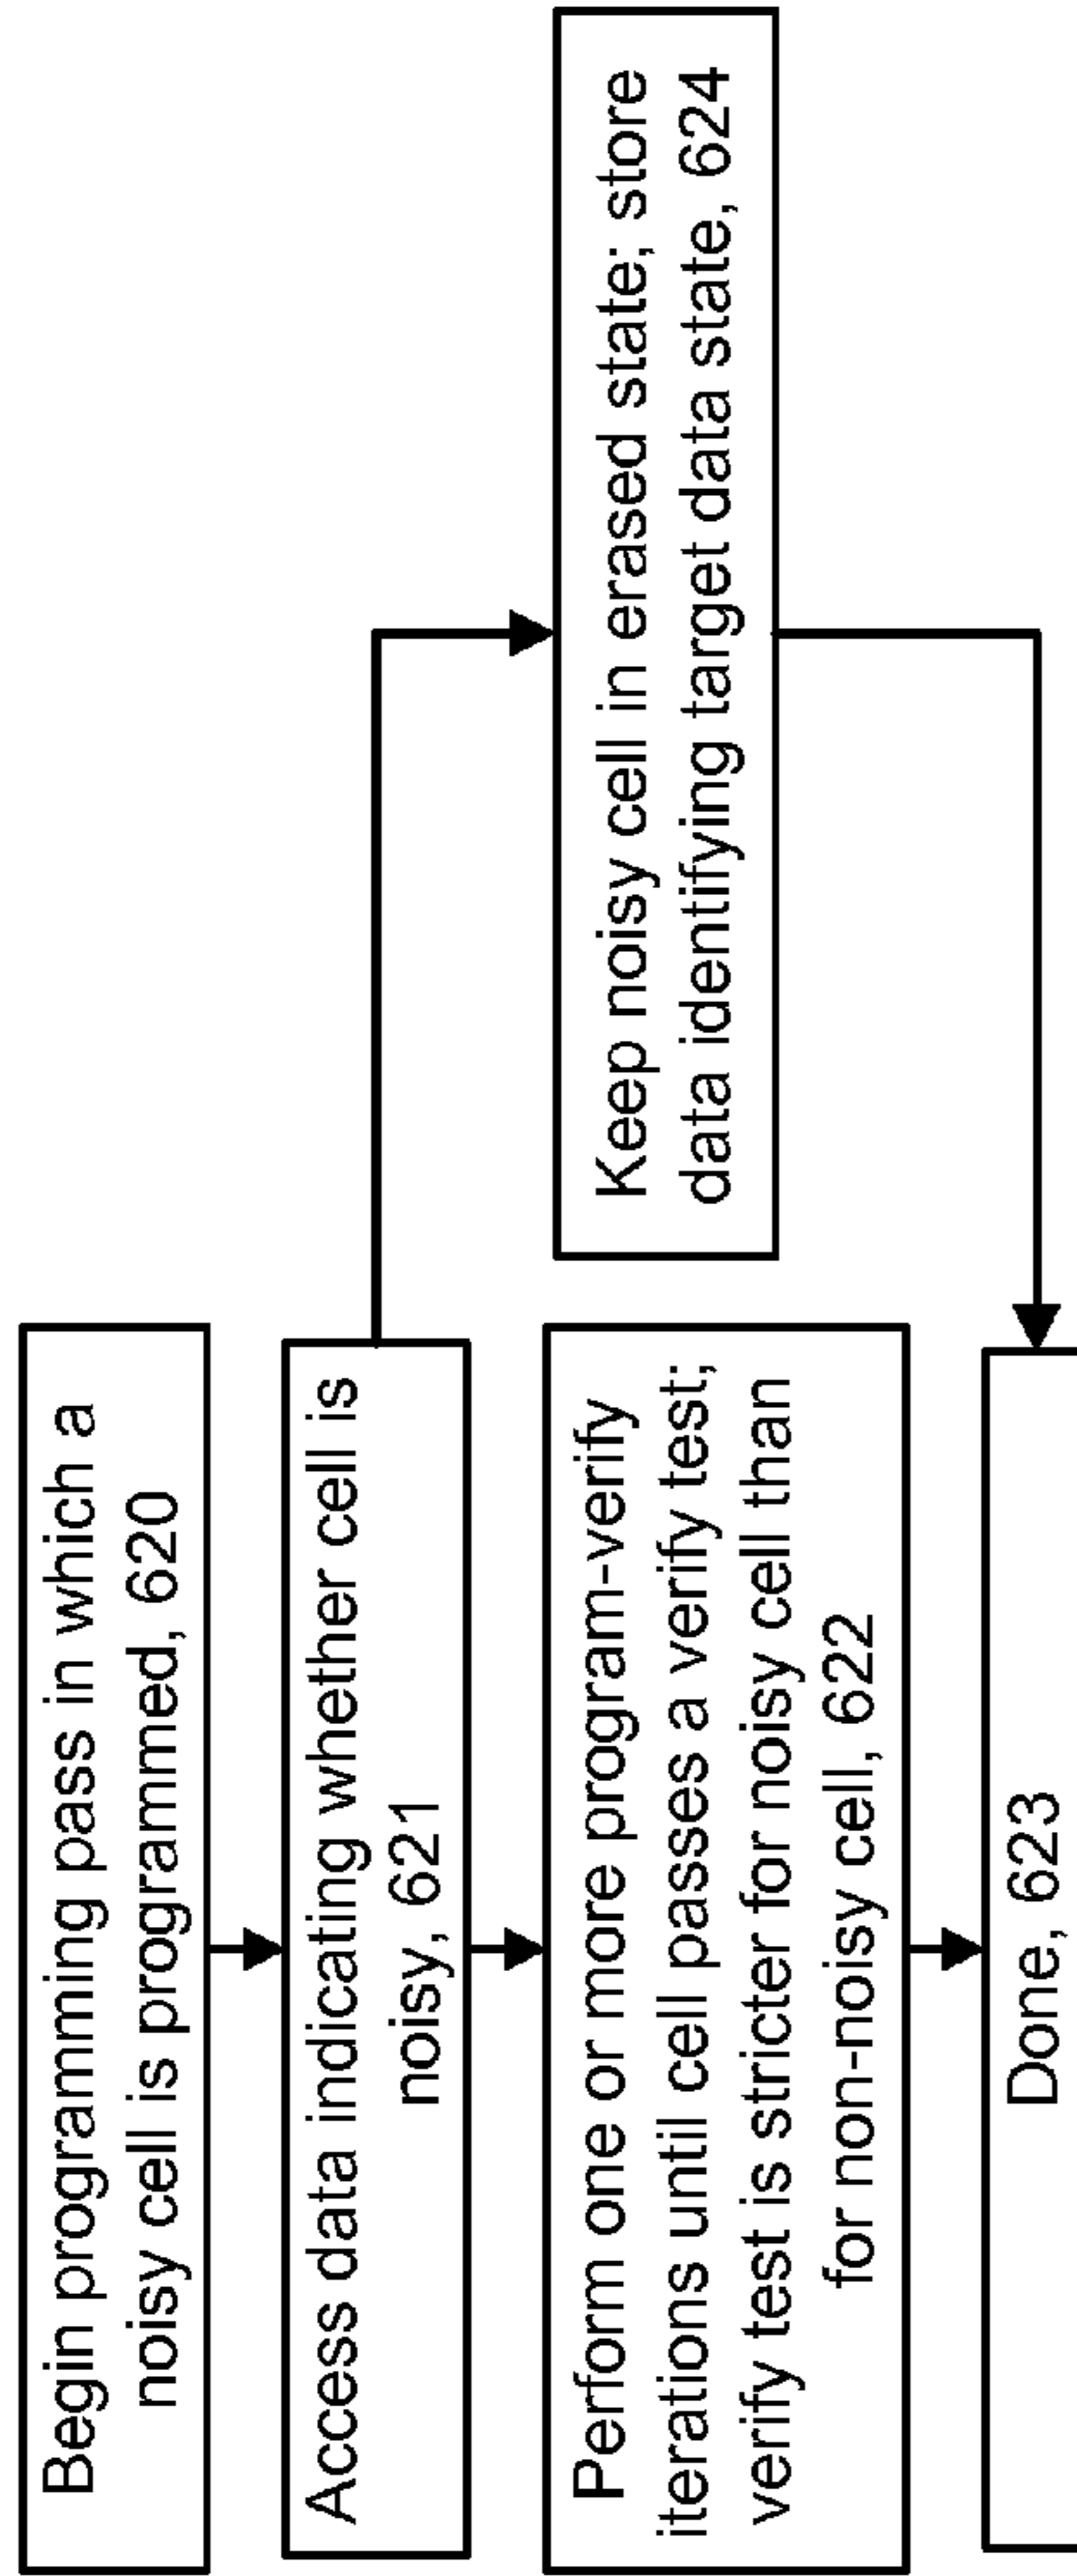 Begin programming pass in which a
noisy cell is programmed, 620
Access data indicating whether cell is
noisy, 621
Perform one or more program-verify
iterations until cell passes a verify test;
verify test is stricter for noisy cell than
for non-noisy cell, 622
Keep noisy cell in erased state; store
data identifying target data state, 624
Done, 623